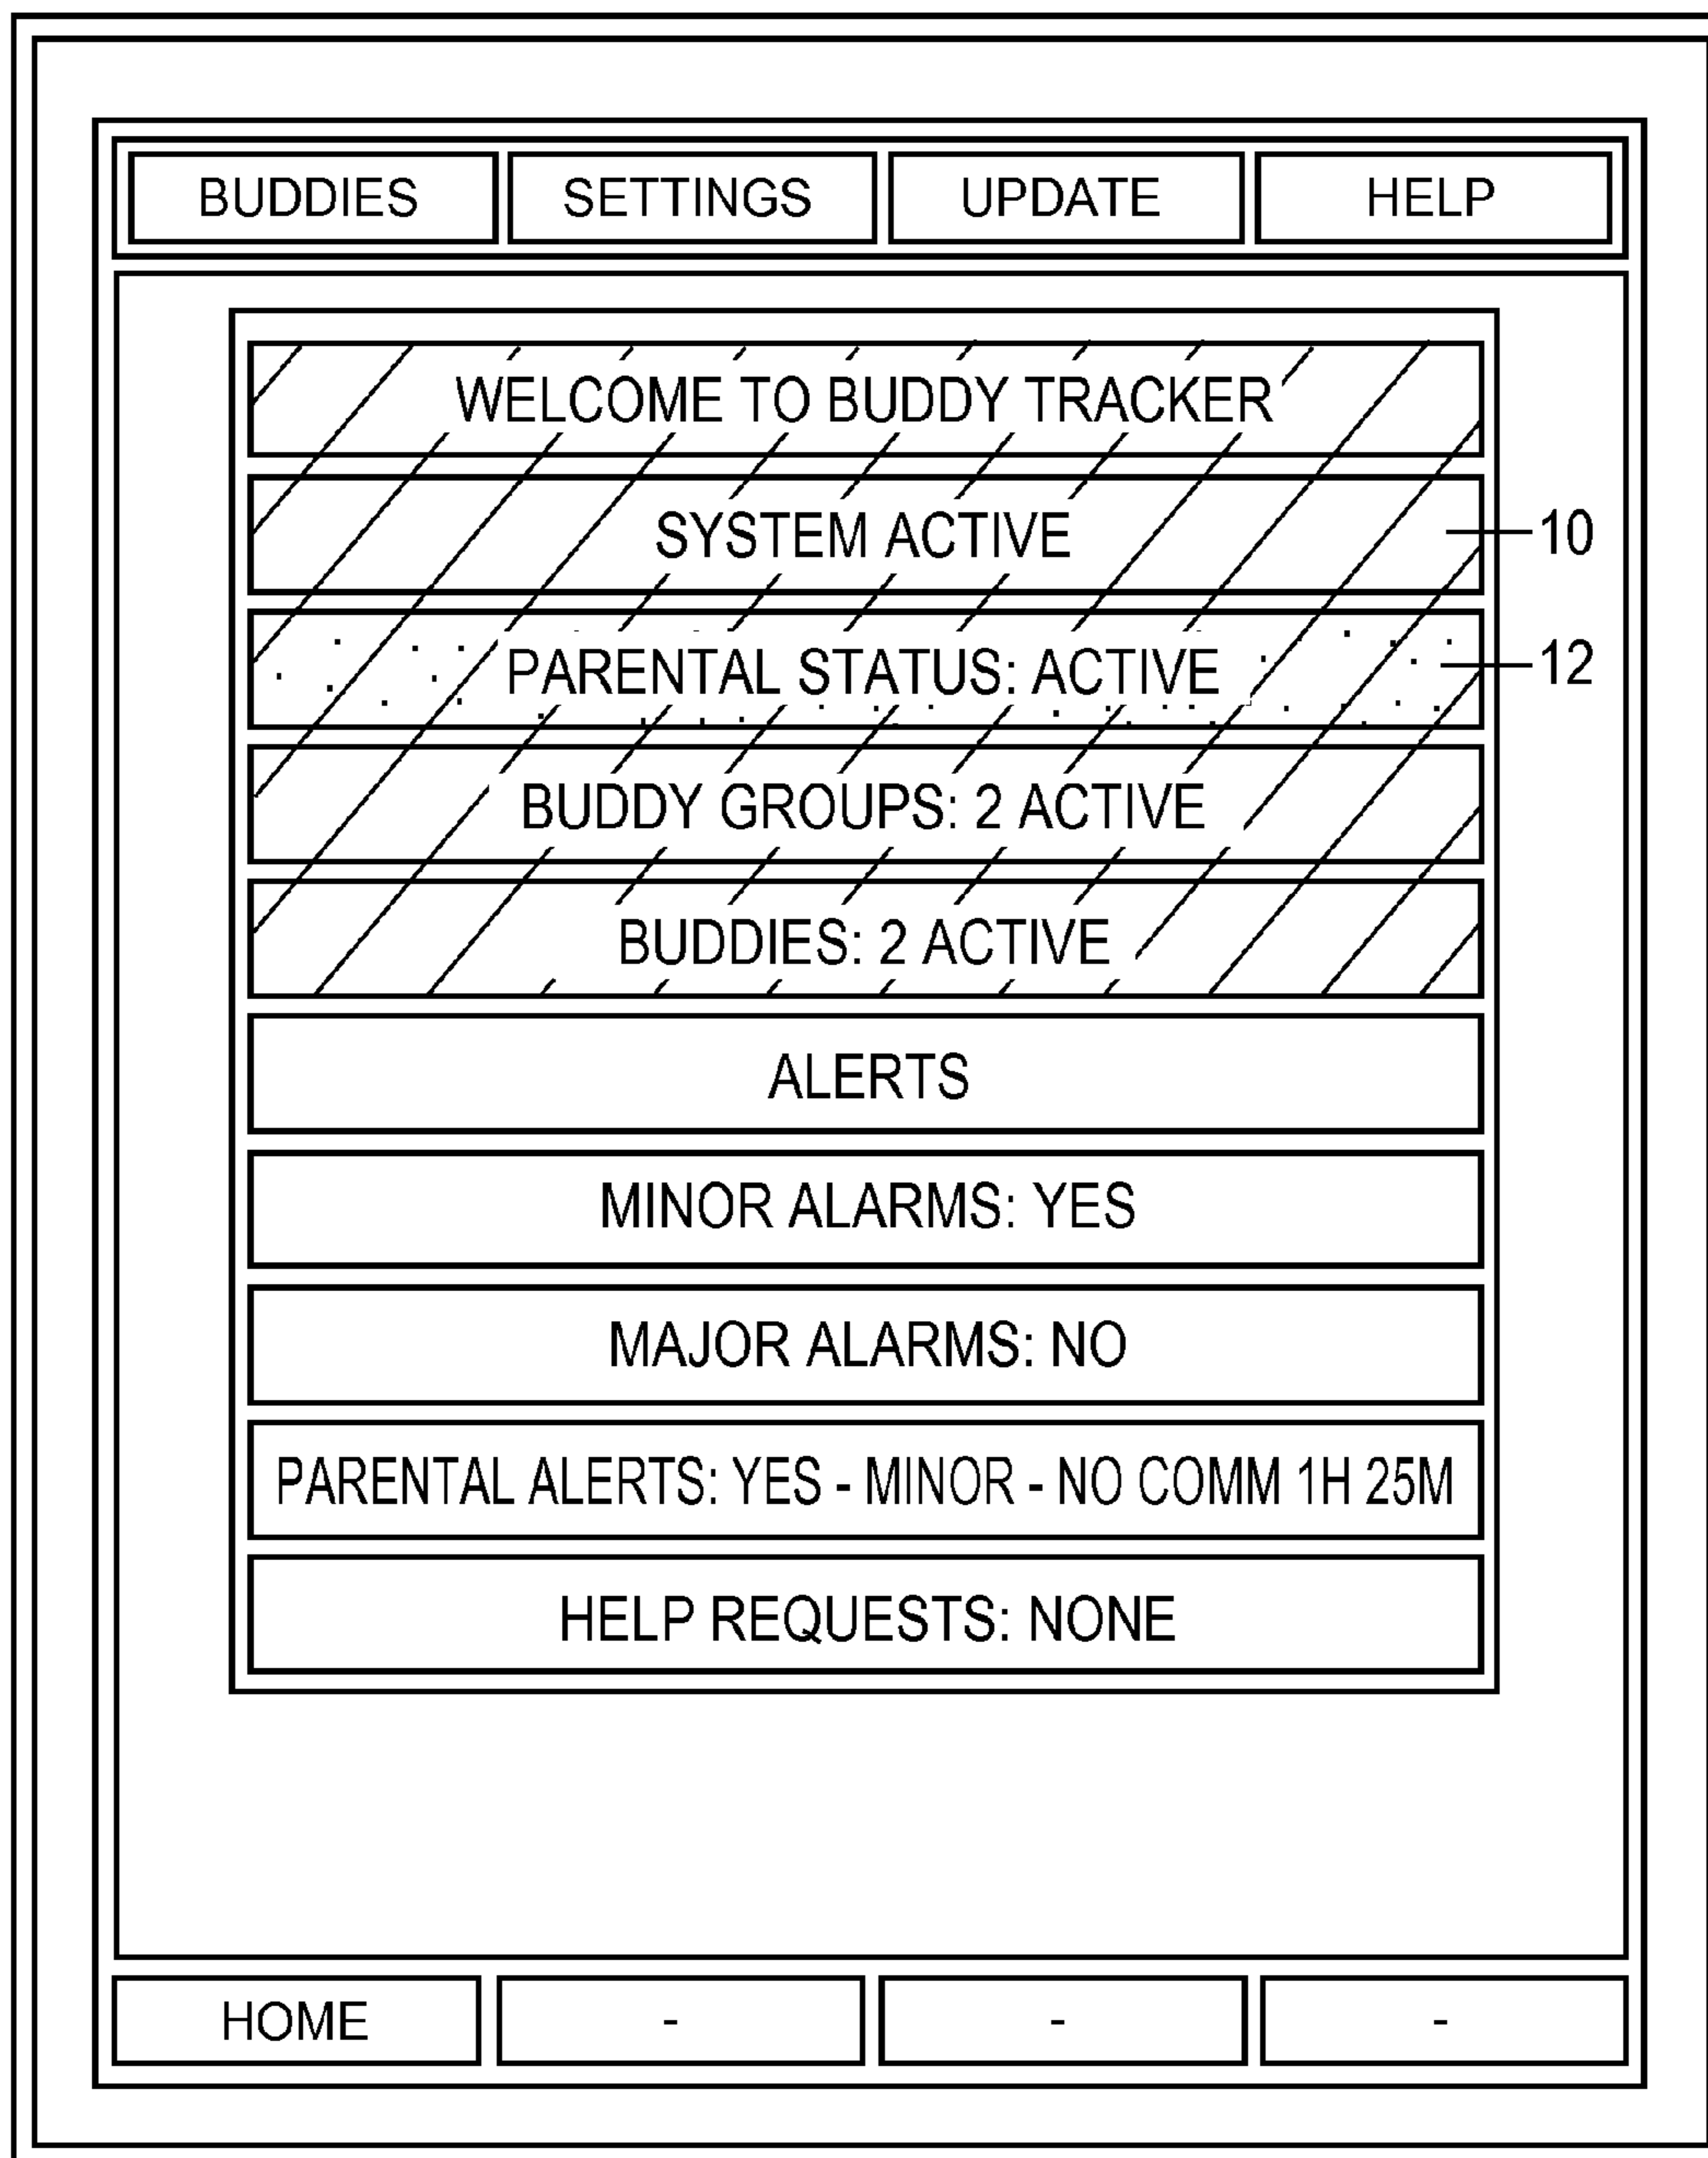 BUDDIES SETTINGS UPDATE HELP
WELCOME TO BUDDY TRACKER
SYSTEM ACTIVE 10
PARENTAL STATUS: ACTIVE 12
BUDDY GROUPS: 2 ACTIVE
BUDDIES: 2 ACTIVE
ALERTS
MINOR ALARMS: YES
MAJOR ALARMS: NO
PARENTAL ALERTS: YES - MINOR - NO COMM 1H 25M
HELP REQUESTS: NONE
HOME - - -